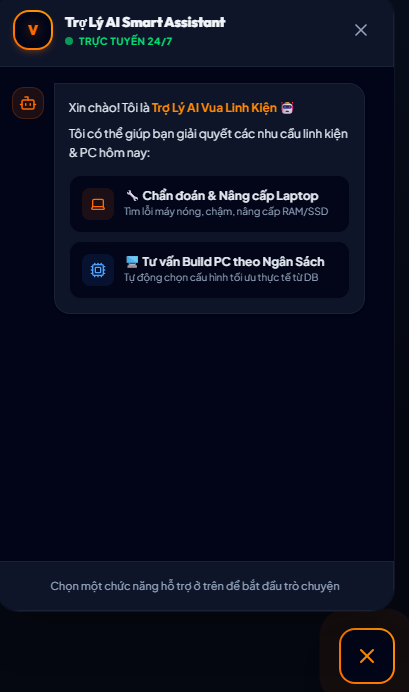 V
Trợ Lý AI Smart Assistant
TRỰC TUYẾN 24/7
Xin chào! Tôi là Trợ Lý AI Vua Linh Kiện 🤖
Tôi có thể giúp bạn giải quyết các nhu cầu linh kiện
& PC hôm nay:
🔧 Chẩn đoán & Nâng cấp Laptop
Tìm lỗi máy nóng, chậm, nâng cấp RAM/SSD
🖥️ Tư vấn Build PC theo Ngân Sách
Tự động chọn cấu hình tối ưu thực tế từ DB
Chọn một chức năng hỗ trợ ở trên để bắt đầu trò chuyện